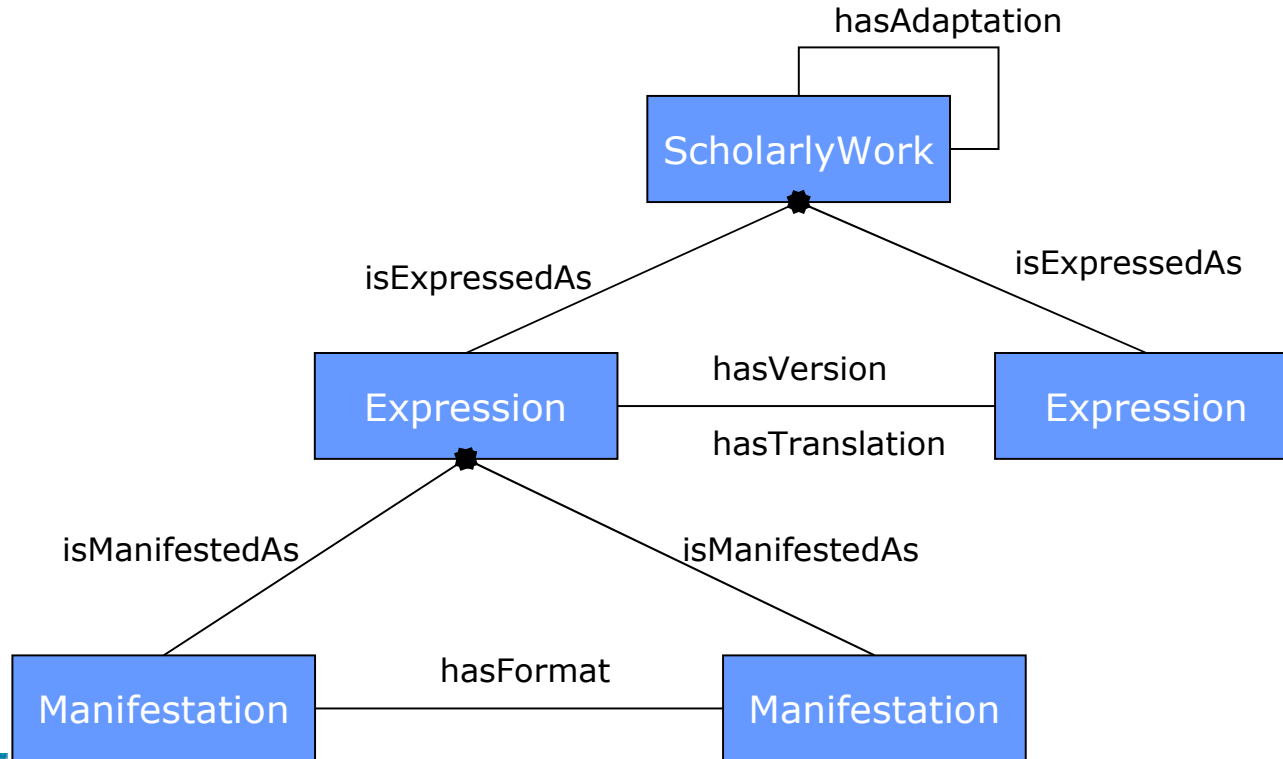 hasAdaptation
ScholarlyWork
isExpressedAs
isExpressedAs
Expression
hasVersion
hasTranslation
Expression
isManifestedAs
isManifestedAs
Manifestation
hasFormat
Manifestation